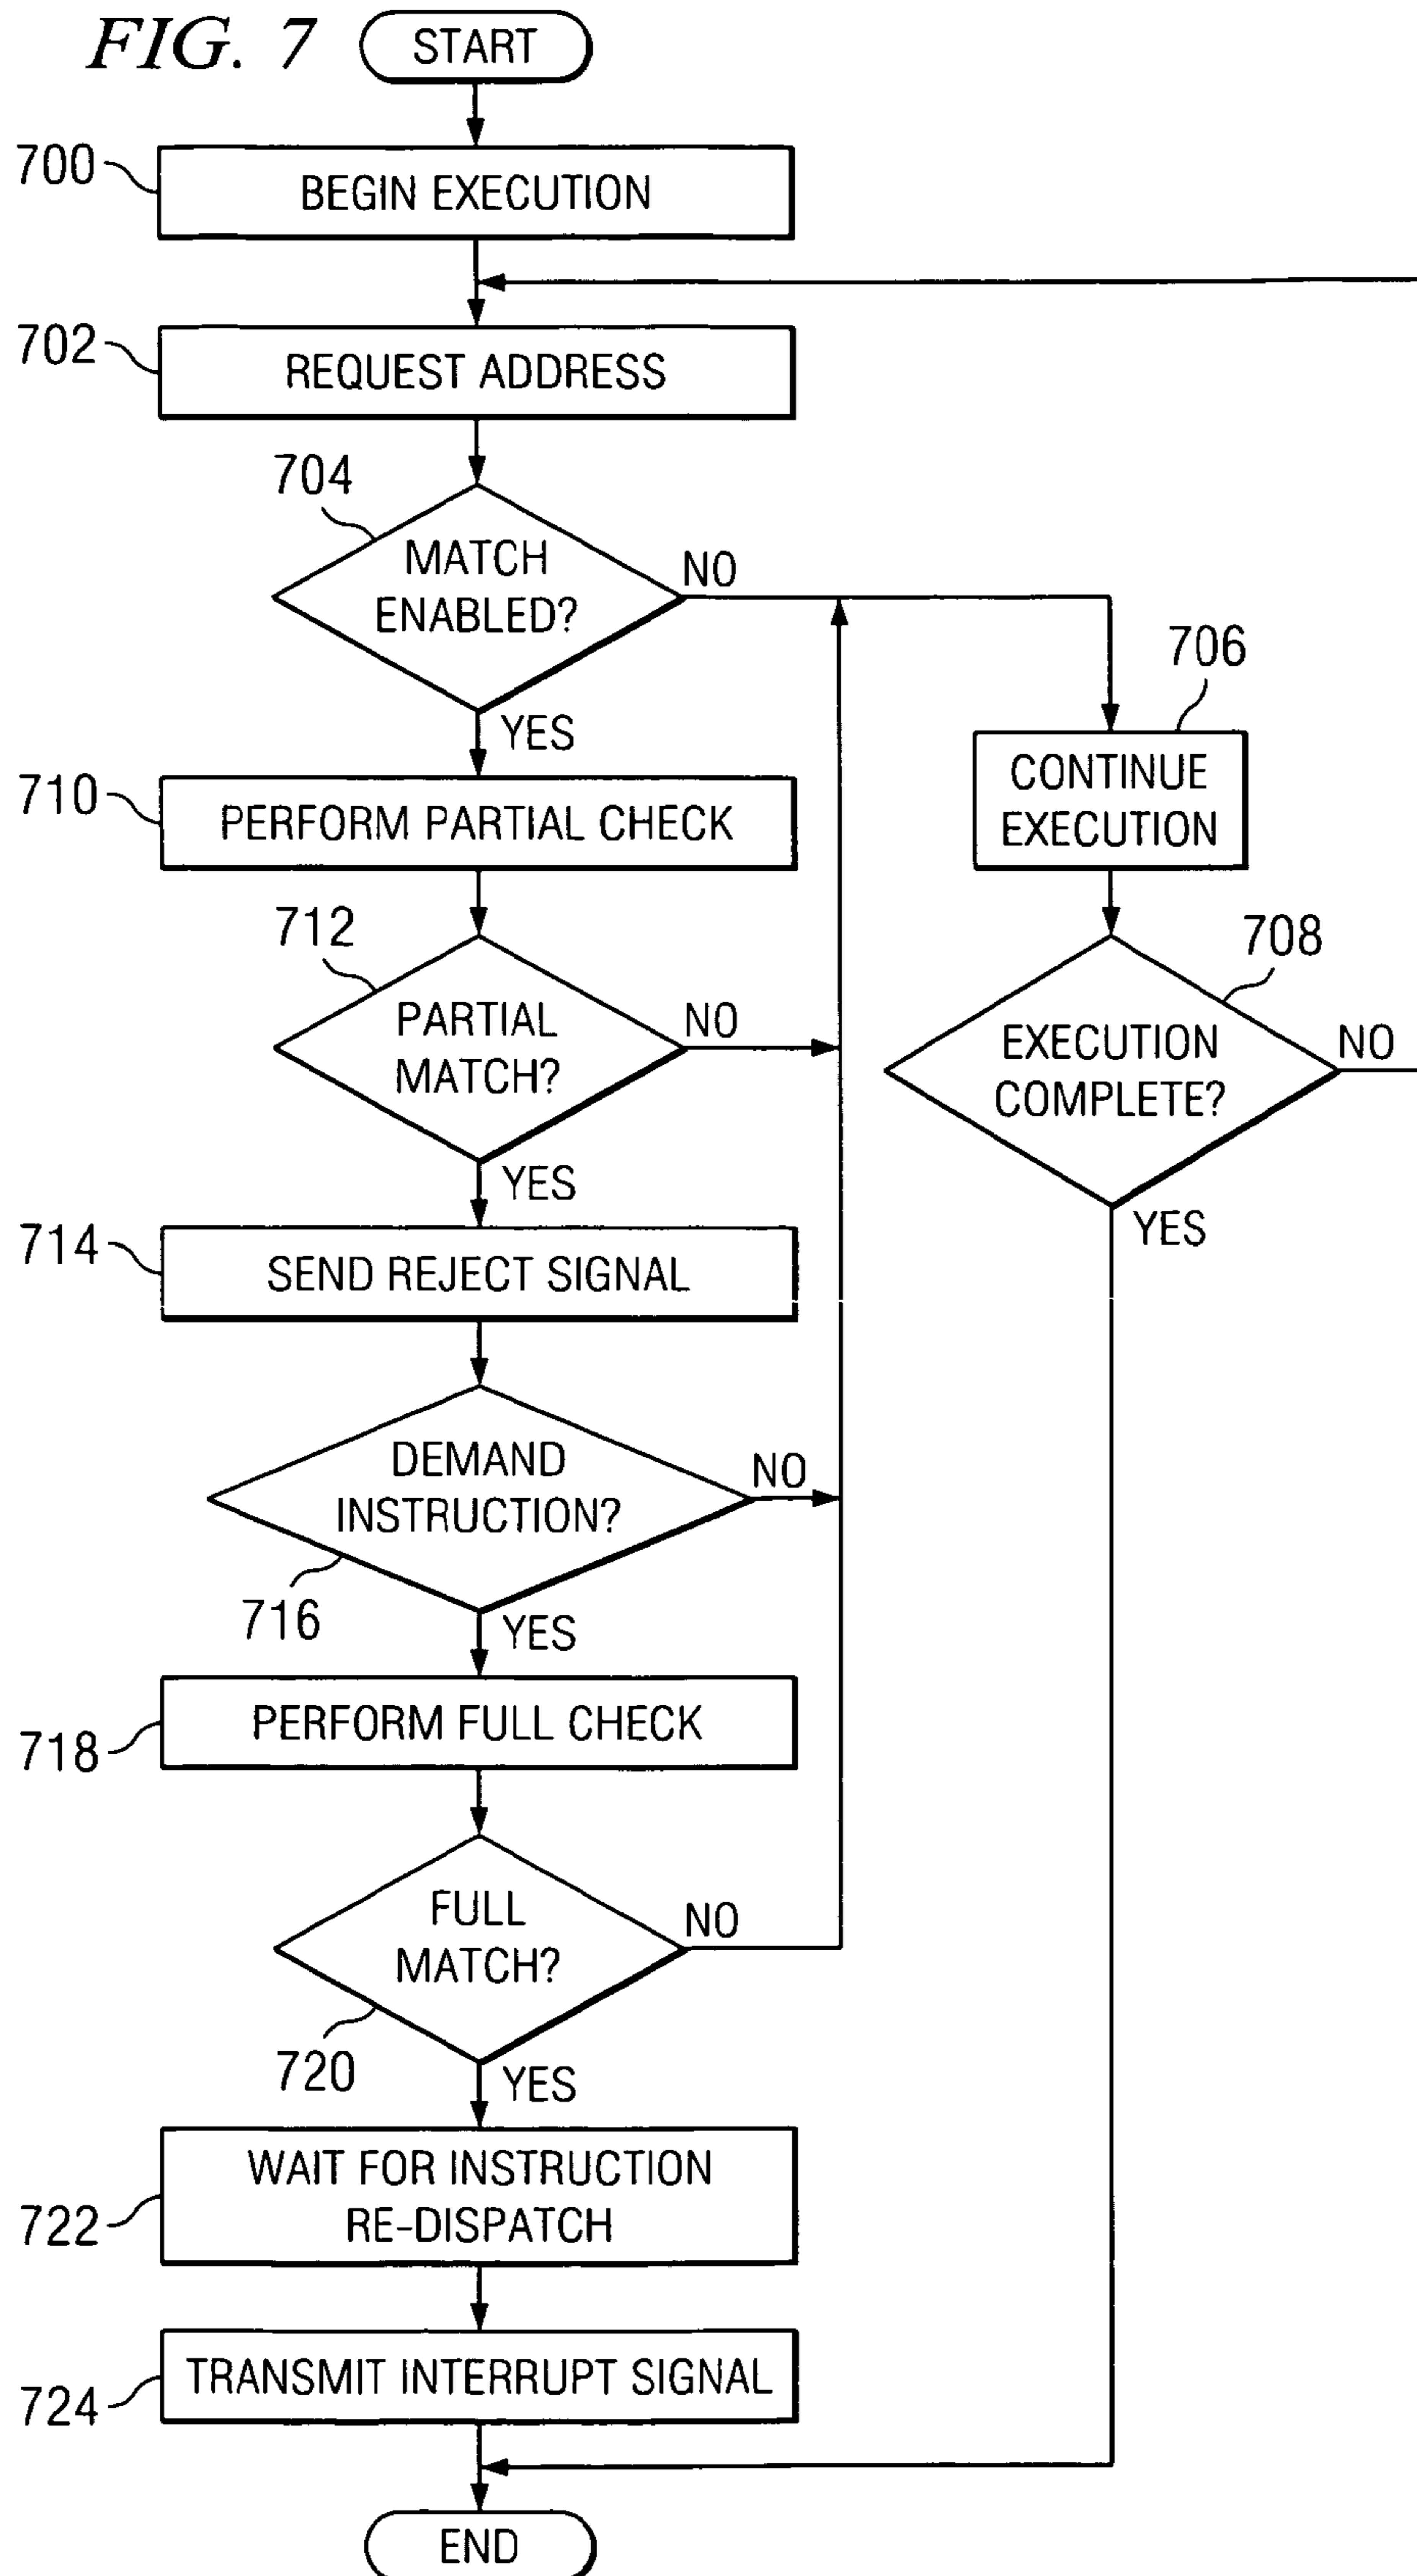 FIG. 7
START
700
BEGIN EXECUTION
702
REQUEST ADDRESS
704
MATCH
ENABLED?
NO
YES
706
CONTINUE
EXECUTION
710
PERFORM PARTIAL CHECK
712
PARTIAL
MATCH?
NO
YES
708
EXECUTION
COMPLETE?
NO
YES
714
SEND REJECT SIGNAL
DEMAND
INSTRUCTION?
NO
716
YES
718
PERFORM FULL CHECK
FULL
MATCH?
NO
720
YES
722
WAIT FOR INSTRUCTION
RE-DISPATCH
724
TRANSMIT INTERRUPT SIGNAL
END